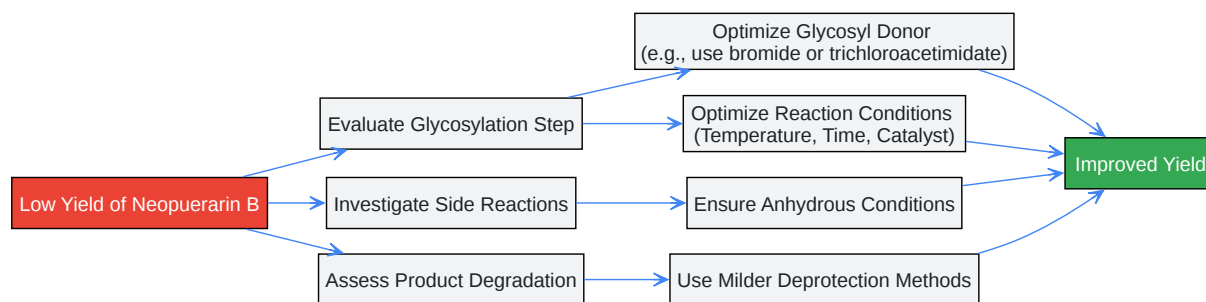 Optimize Glycosyl Donor
(e.g., use bromide or trichloroacetimidate)
Evaluate Glycosylation Step
Optimize Reaction Conditions
(Temperature, Time, Catalyst)
Improved Yield
Low Yield of Neopuerarin B
Investigate Side Reactions
Ensure Anhydrous Conditions
Assess Product Degradation
Use Milder Deprotection Methods